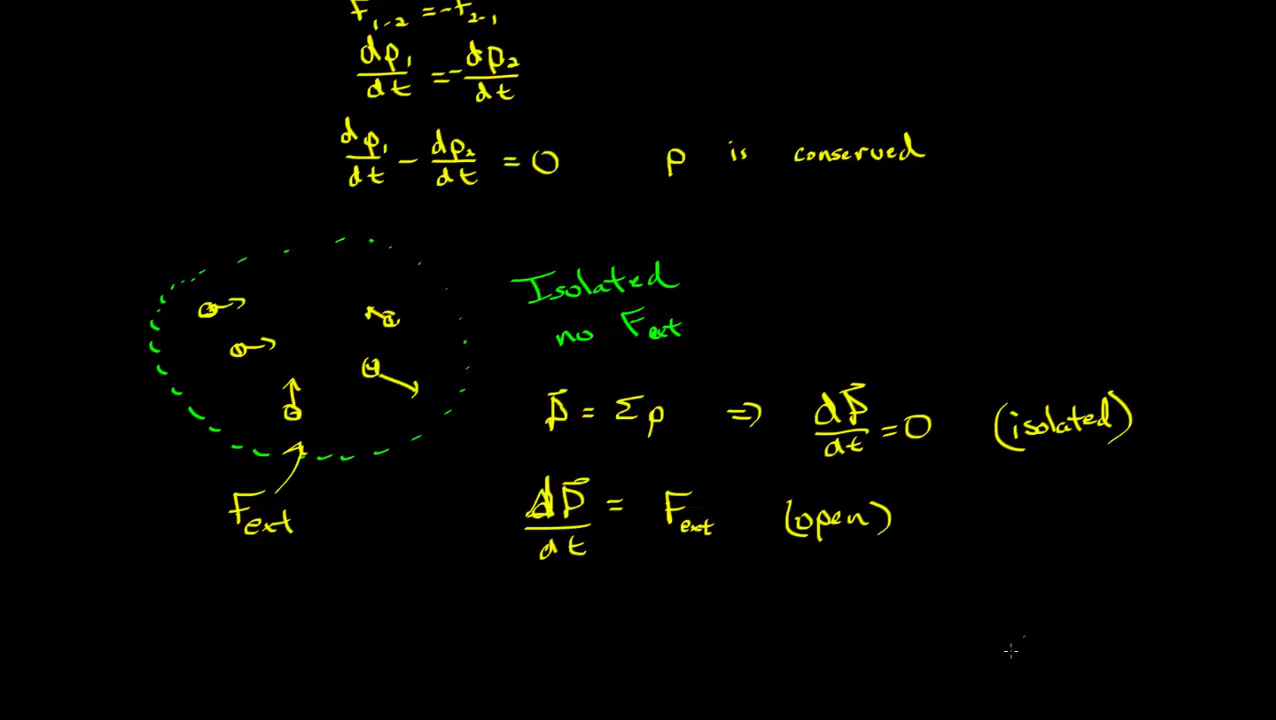 F₁₋₂ = -F₂₋₁
dp₁/dt = -dp₂/dt
dp₁/dt - dp₂/dt = 0 p is conserved
Isolated
no Fext
P⃗ = Σp ⇒ dP⃗/dt = 0 (isolated)
dP⃗/dt = Fext (open)
Fext